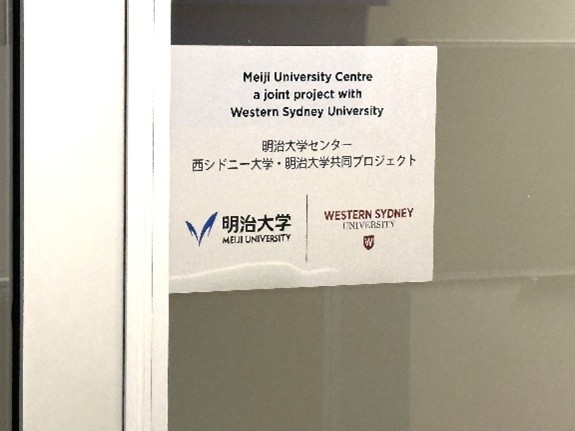 Meiji University Centre
a joint project with
Western Sydney University
明治大学センター
西シドニー大学・明治大学共同プロジェクト
明治大学
MEIJI UNIVERSITY
WESTERN SYDNEY
UNIVERSITY
W